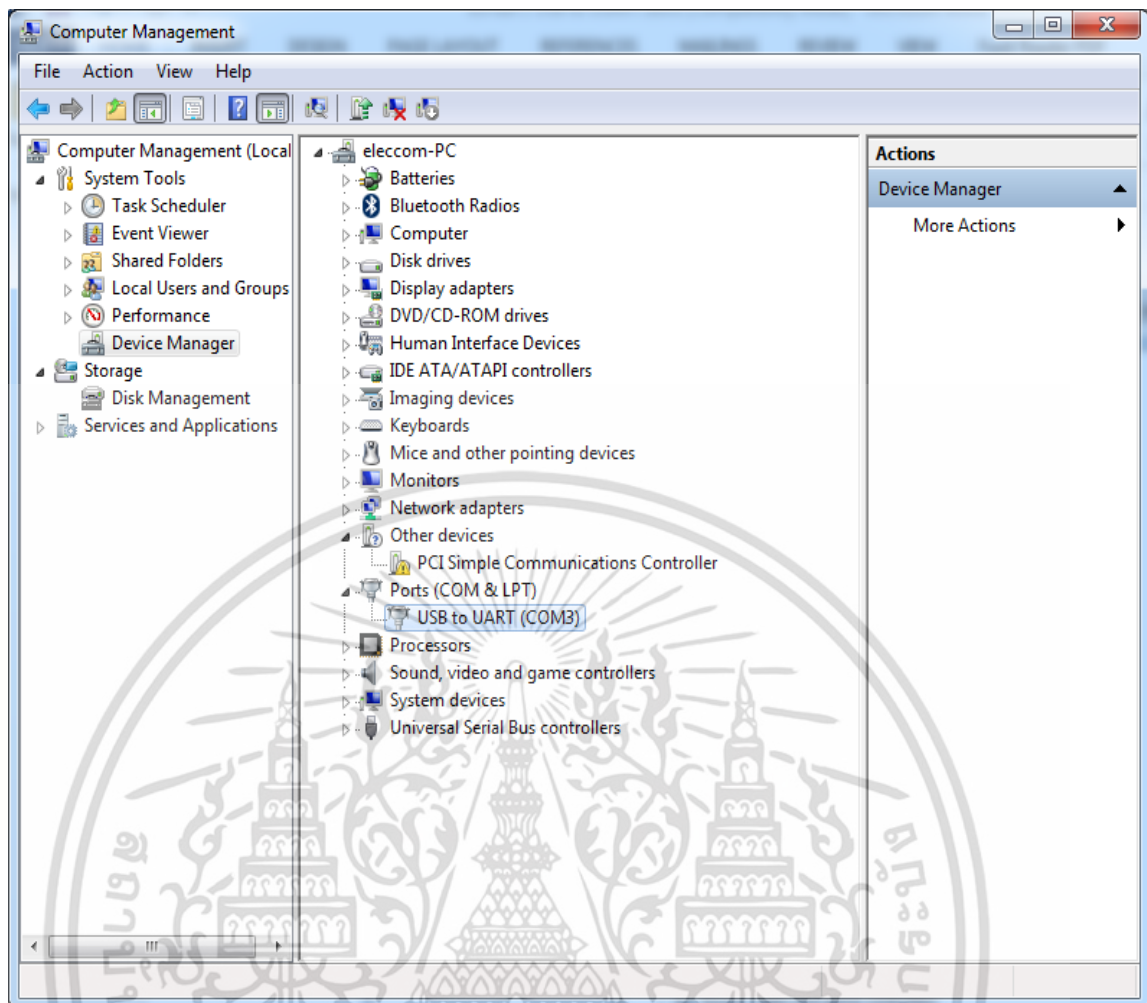 Computer Management
File Action View Help
Computer Management (Local
System Tools
Task Scheduler
Event Viewer
Shared Folders
Local Users and Groups
Performance
Device Manager
Storage
Disk Management
Services and Applications
eleccom-PC
Batteries
Bluetooth Radios
Computer
Disk drives
Display adapters
DVD/CD-ROM drives
Human Interface Devices
IDE ATA/ATAPI controllers
Imaging devices
Keyboards
Mice and other pointing devices
Monitors
Network adapters
Other devices
PCI Simple Communications Controller
Ports (COM & LPT)
USB to UART (COM3)
Processors
Sound, video and game controllers
System devices
Universal Serial Bus controllers
Actions
Device Manager
More Actions